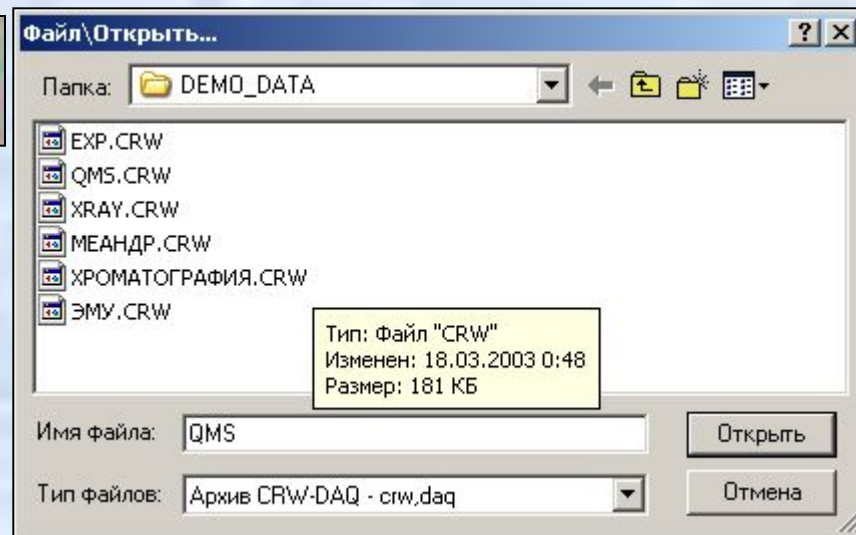 Файл\Открыть...
Папка: DEMO_DATA
EXP.CRW
QMS.CRW
XRAY.CRW
МЕАНДР.CRW
ХРОМАТОГРАФИЯ.CRW
ЭМУ.CRW
Тип: Файл "CRW"
Изменен: 18.03.2003 0:48
Размер: 181 КБ
Имя файла: QMS Открыть
Тип файлов: Архив CRW-DAQ - crw,daq Отмена